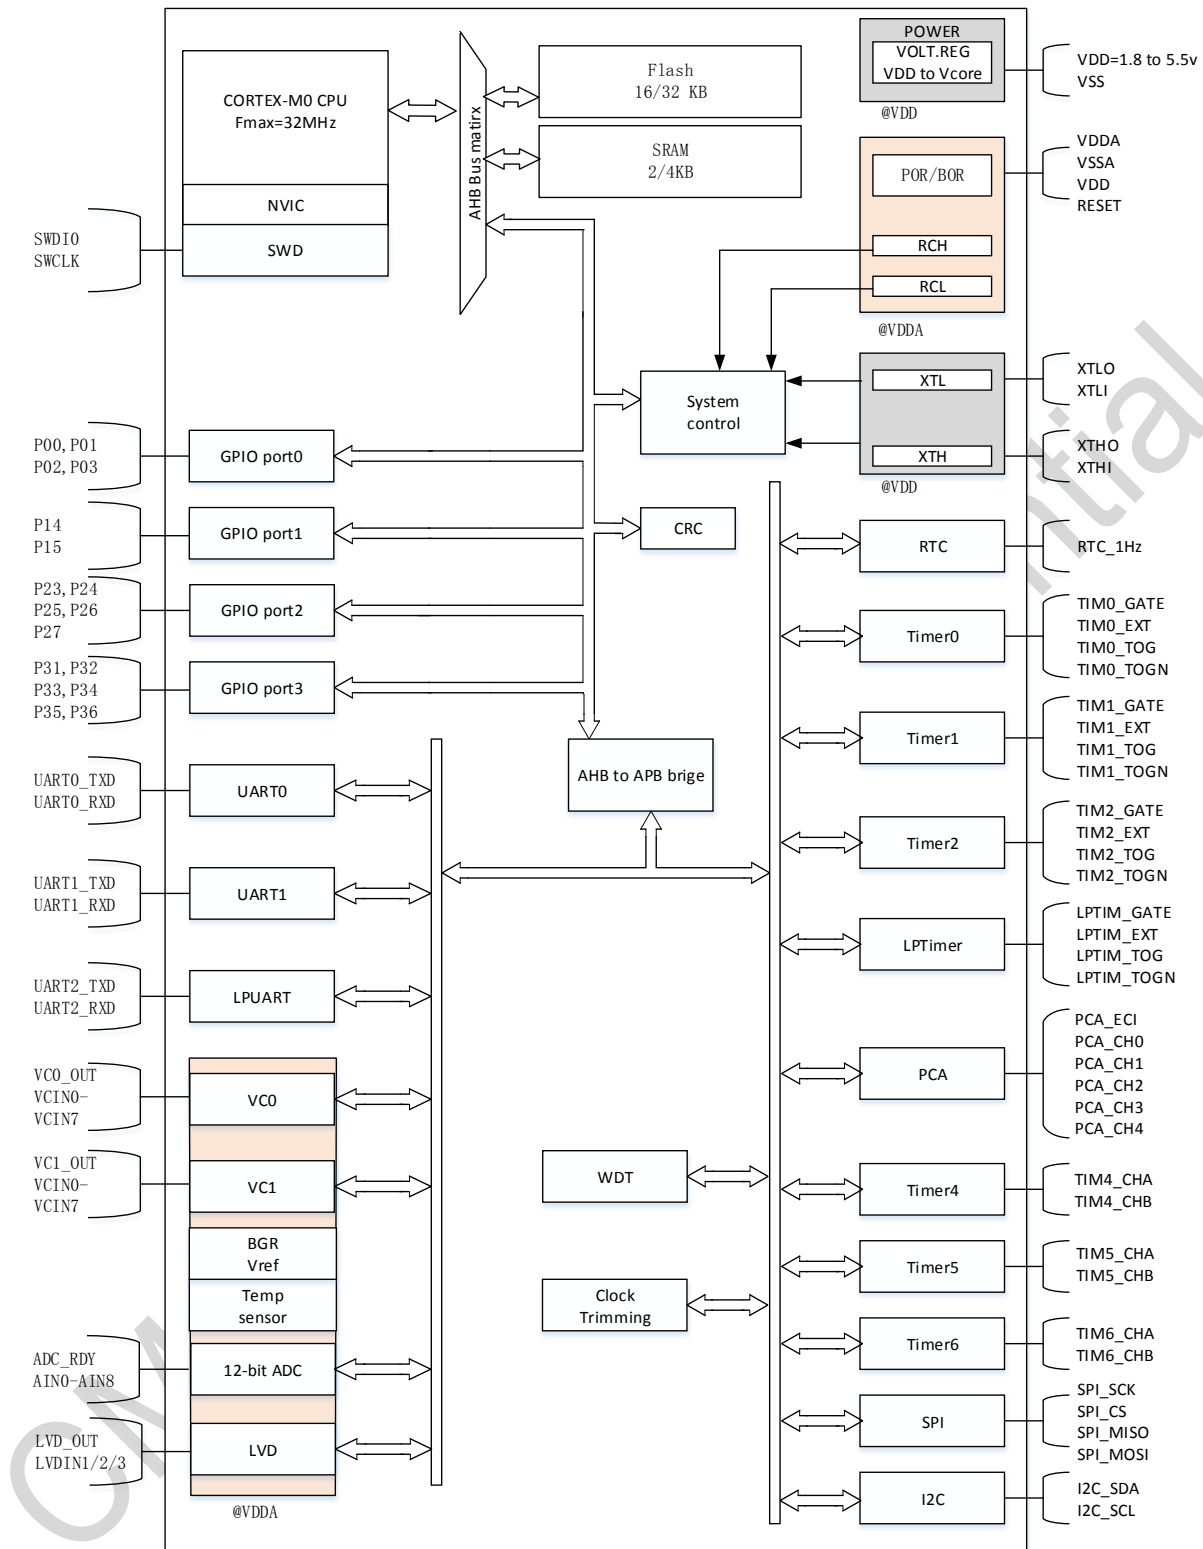 POWER
VOLT.REG
VDD to Vcore
@VDD
VDD=1.8 to 5.5v
VSS
CORTEX-M0 CPU
Fmax=32MHz
NVIC
SWD
SWDIO
SWCLK
AHB Bus matirx
Flash
16/32 KB
SRAM
2/4KB
POR/BOR
RCH
RCL
@VDDA
VDDA
VSSA
VDD
RESET
System
control
XTL
XTH
@VDD
XTLO
XTLI
XTHO
XTHI
P00, P01
P02, P03
GPIO port0
P14
P15
GPIO port1
P23, P24
P25, P26
P27
GPIO port2
P31, P32
P33, P34
P35, P36
GPIO port3
CRC
AHB to APB brige
RTC
RTC_1Hz
Timer0
TIM0_GATE
TIM0_EXT
TIM0_TOG
TIM0_TOGN
Timer1
TIM1_GATE
TIM1_EXT
TIM1_TOG
TIM1_TOGN
Timer2
TIM2_GATE
TIM2_EXT
TIM2_TOG
TIM2_TOGN
LPTimer
LPTIM_GATE
LPTIM_EXT
LPTIM_TOG
LPTIM_TOGN
PCA
PCA_ECI
PCA_CH0
PCA_CH1
PCA_CH2
PCA_CH3
PCA_CH4
UART0_TXD
UART0_RXD
UART0
UART1_TXD
UART1_RXD
UART1
UART2_TXD
UART2_RXD
LPUART
VC0_OUT
VCIN0-
VCIN7
VC0
VC1_OUT
VCIN0-
VCIN7
VC1
BGR
Vref
Temp
sensor
ADC_RDY
AIN0-AIN8
12-bit ADC
LVD_OUT
LVDIN1/2/3
LVD
@VDDA
WDT
Clock
Trimming
Timer4
TIM4_CHA
TIM4_CHB
Timer5
TIM5_CHA
TIM5_CHB
Timer6
TIM6_CHA
TIM6_CHB
SPI
SPI_SCK
SPI_CS
SPI_MISO
SPI_MOSI
I2C
I2C_SDA
I2C_SCL